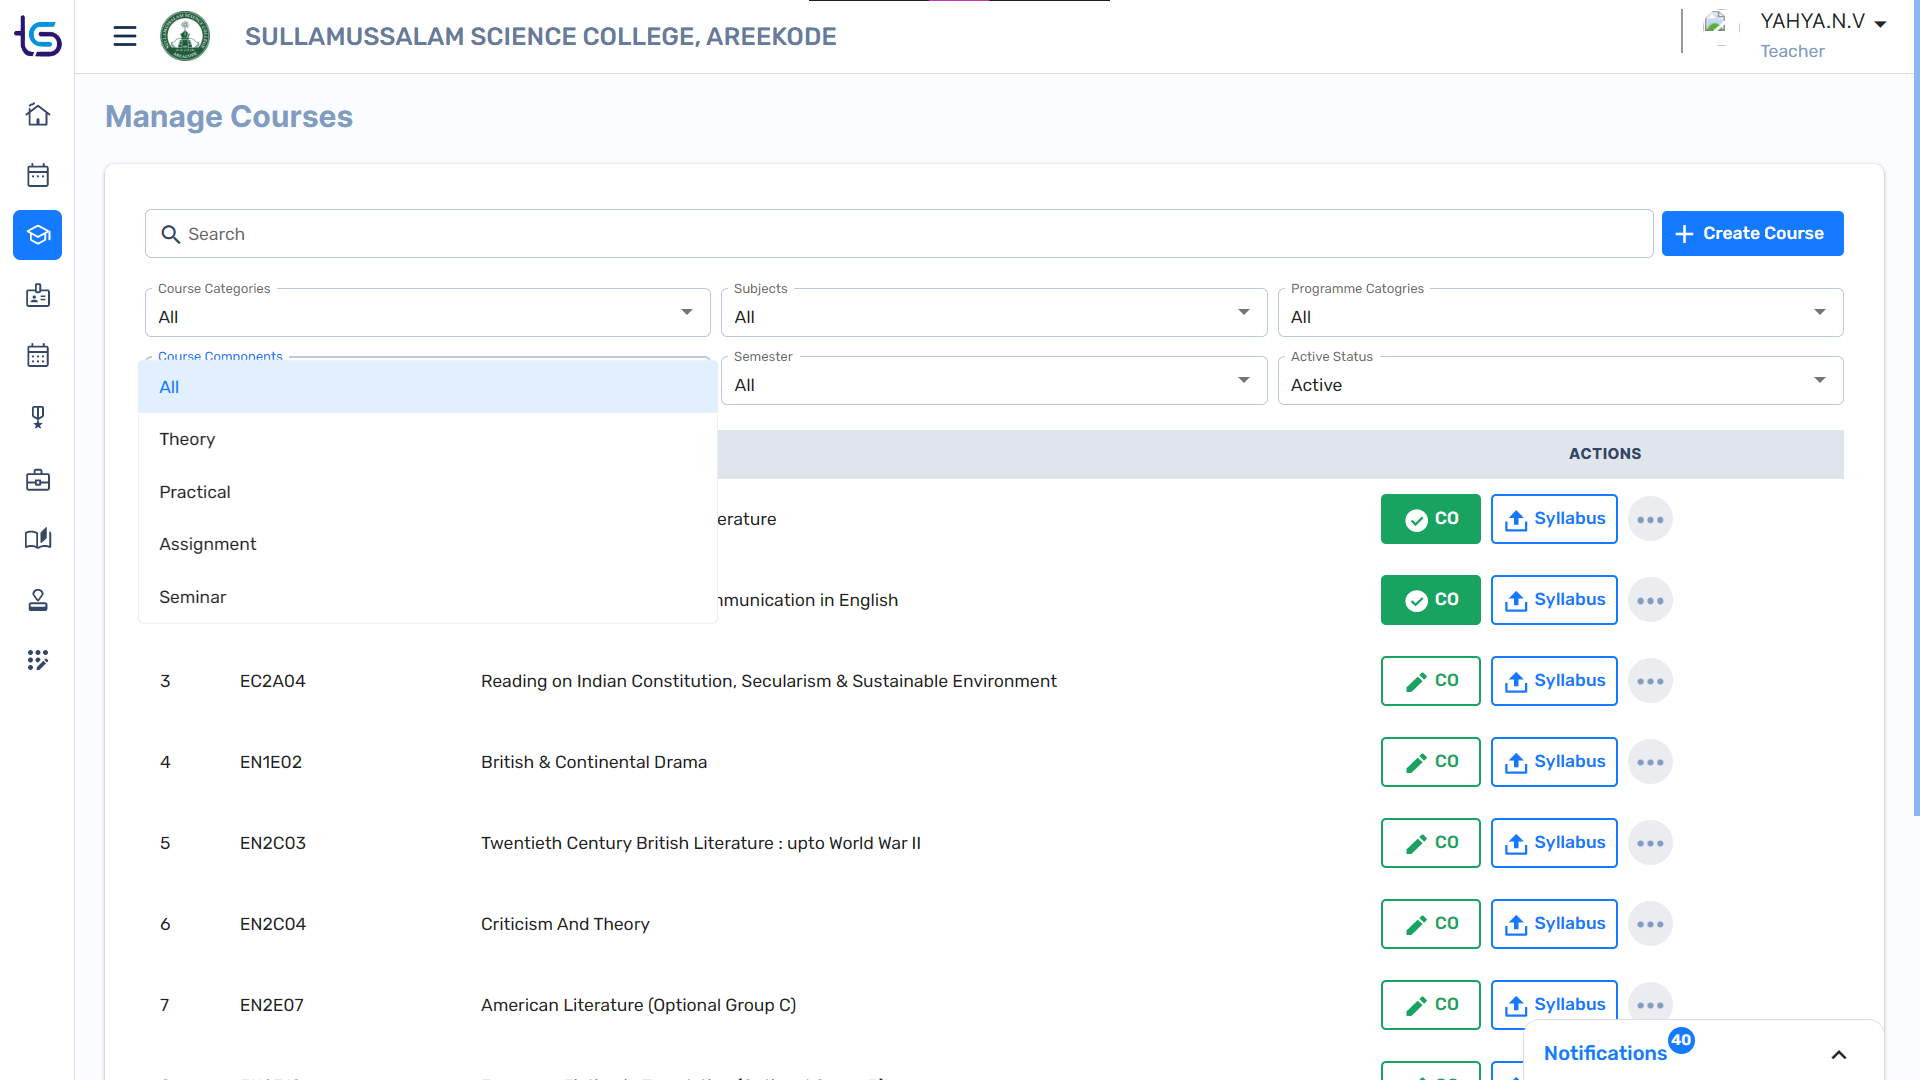 SULLAMUSSALAM SCIENCE COLLEGE, AREEKODE
YAHYA.N.V
Teacher
Manage Courses
Search
Create Course
Course Categories
All
Subjects
All
Programme Catogries
All
Course Components
Semester
All
Active Status
Active
All
Theory
Practical
Assignment
Seminar
ACTIONS
erature
CO
Syllabus
mmunication in English
CO
Syllabus
3 EC2A04 Reading on Indian Constitution, Secularism & Sustainable Environment CO Syllabus
4 EN1E02 British & Continental Drama CO Syllabus
5 EN2C03 Twentieth Century British Literature : upto World War II CO Syllabus
6 EN2C04 Criticism And Theory CO Syllabus
7 EN2E07 American Literature (Optional Group C) CO Syllabus
Notifications 40